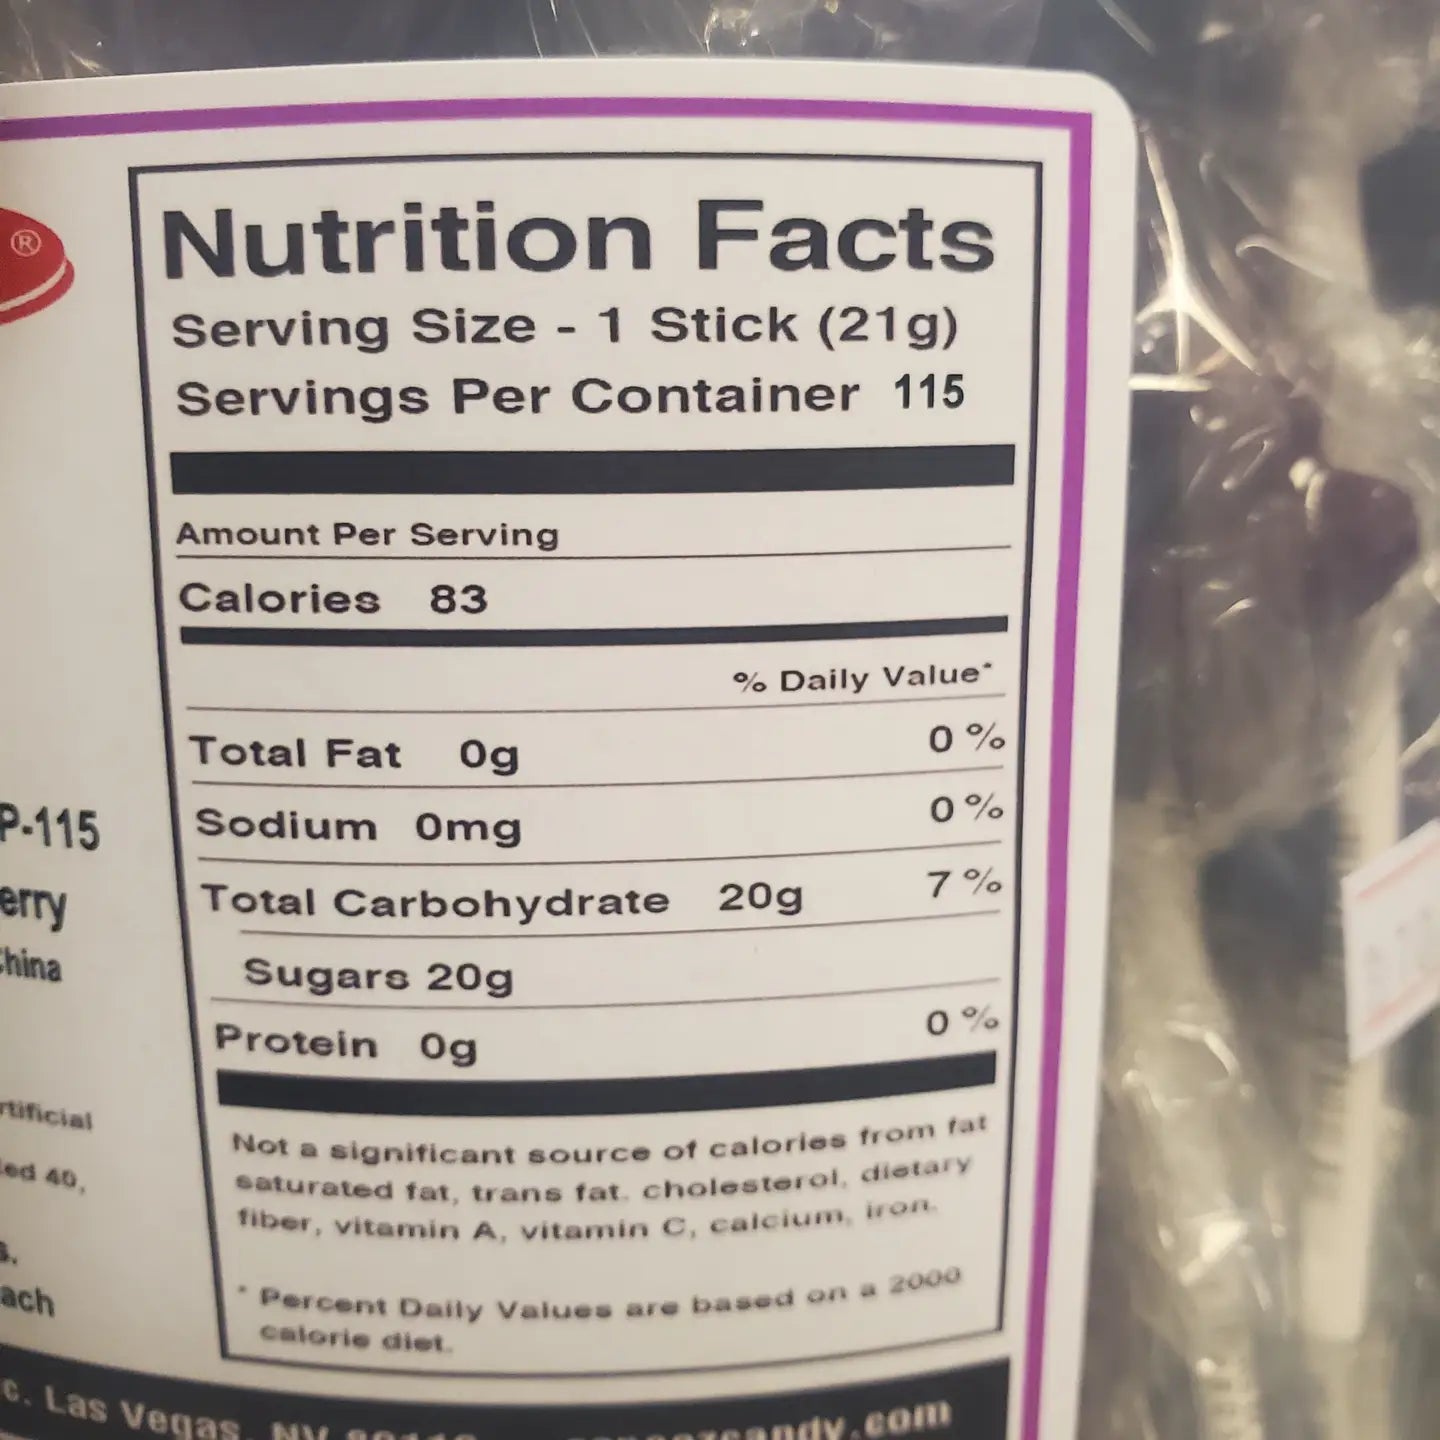 ®
Nutrition Facts
Serving Size - 1 Stick (21g)
Servings Per Container 115
Amount Per Serving
Calories 83
% Daily Value*
Total Fat 0g 0 %
Sodium 0mg 0 %
P-115
Total Carbohydrate 20g 7 %
erry
Sugars 20g
China
Protein 0g 0 %
rtificial
ed 40,
Not a significant source of calories from fat
saturated fat, trans fat. cholesterol, dietary
fiber, vitamin A, vitamin C, calcium, iron.
s.
ach
* Percent Daily Values are based on a 2000
calorie diet.
c. Las Vegas, NV